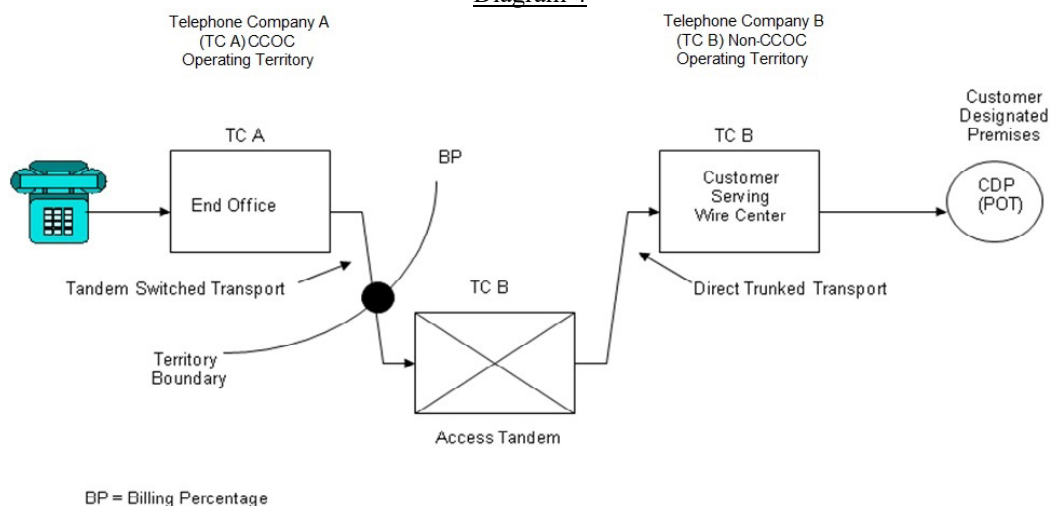 Telephone Company A
(TC A) CCOC
Operating Territory
Telephone Company B
(TC B) Non-CCOC
Operating Territory
Customer
Designated
Premises
TC A
BP
TC B
End Office
Customer
Serving
Wire Center
CDP
(POT)
Tandem Switched Transport
TC B
Direct Trunked Transport
Territory
Boundary
Access Tandem
BP = Billing Percentage